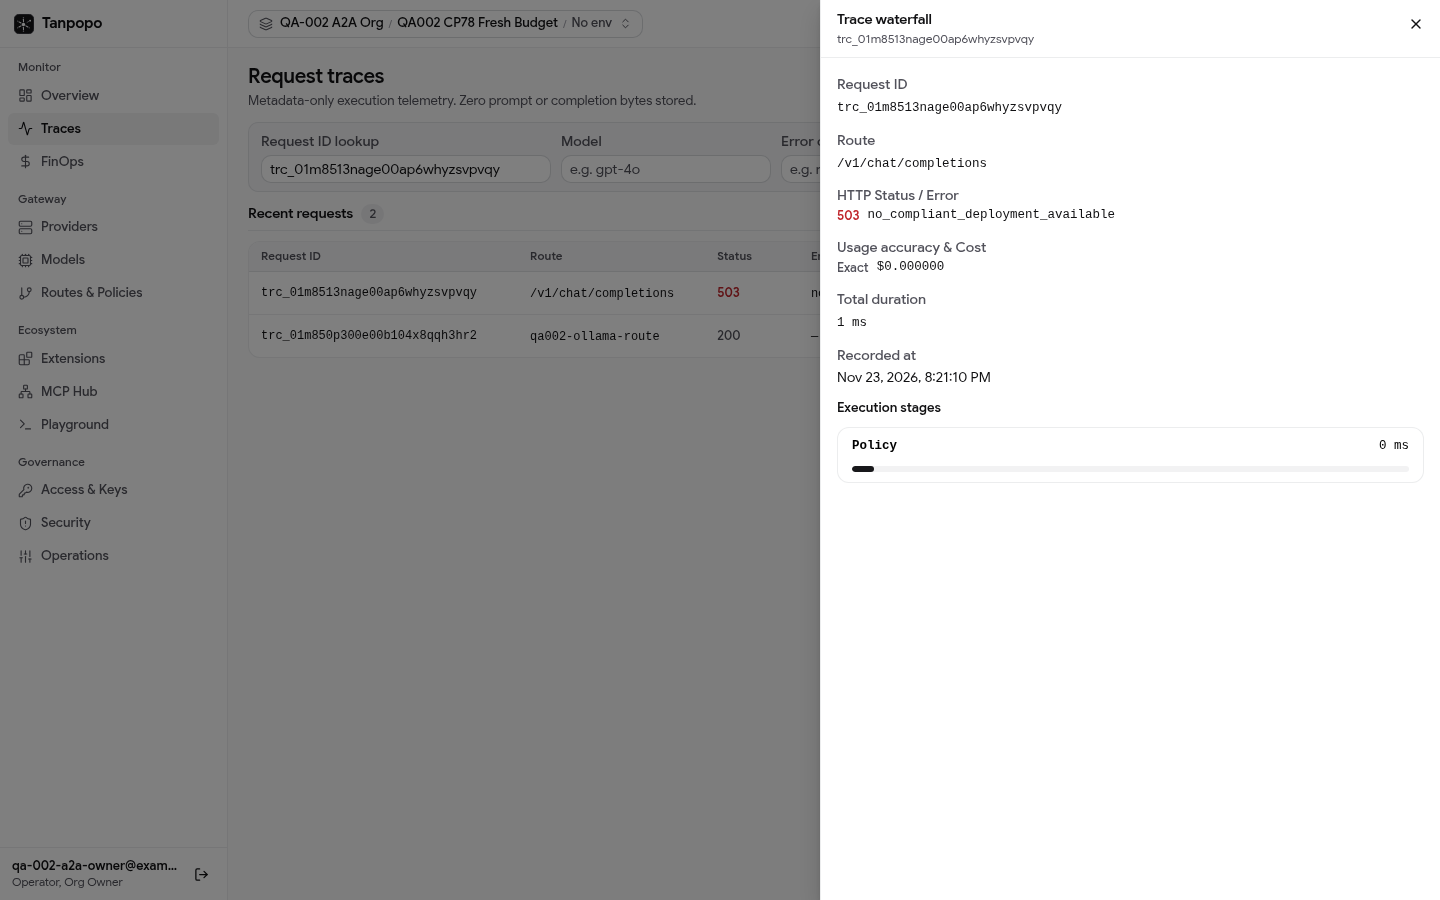 Tanpopo
Monitor
Overview
Traces
FinOps
Gateway
Providers
Models
Routes & Policies
Ecosystem
Extensions
MCP Hub
Playground
Governance
Access & Keys
Security
Operations
qa-002-a2a-owner@exam...
Operator, Org Owner
QA-002 A2A Org / QA002 CP78 Fresh Budget / No env
Request traces
Metadata-only execution telemetry. Zero prompt or completion bytes stored.
Request ID lookup Model Error
trc_01m8513nage00ap6whyzsvpvqy e.g. gpt-4o e.g.
Recent requests 2
Request ID Route Status
trc_01m8513nage00ap6whyzsvpvqy /v1/chat/completions 503
trc_01m850p300e00b104x8qqh3hr2 qa002-ollama-route 200 —
Trace waterfall
trc_01m8513nage00ap6whyzsvpvqy
Request ID
trc_01m8513nage00ap6whyzsvpvqy
Route
/v1/chat/completions
HTTP Status / Error
503 no_compliant_deployment_available
Usage accuracy & Cost
Exact $0.000000
Total duration
1 ms
Recorded at
Nov 23, 2026, 8:21:10 PM
Execution stages
Policy 0 ms